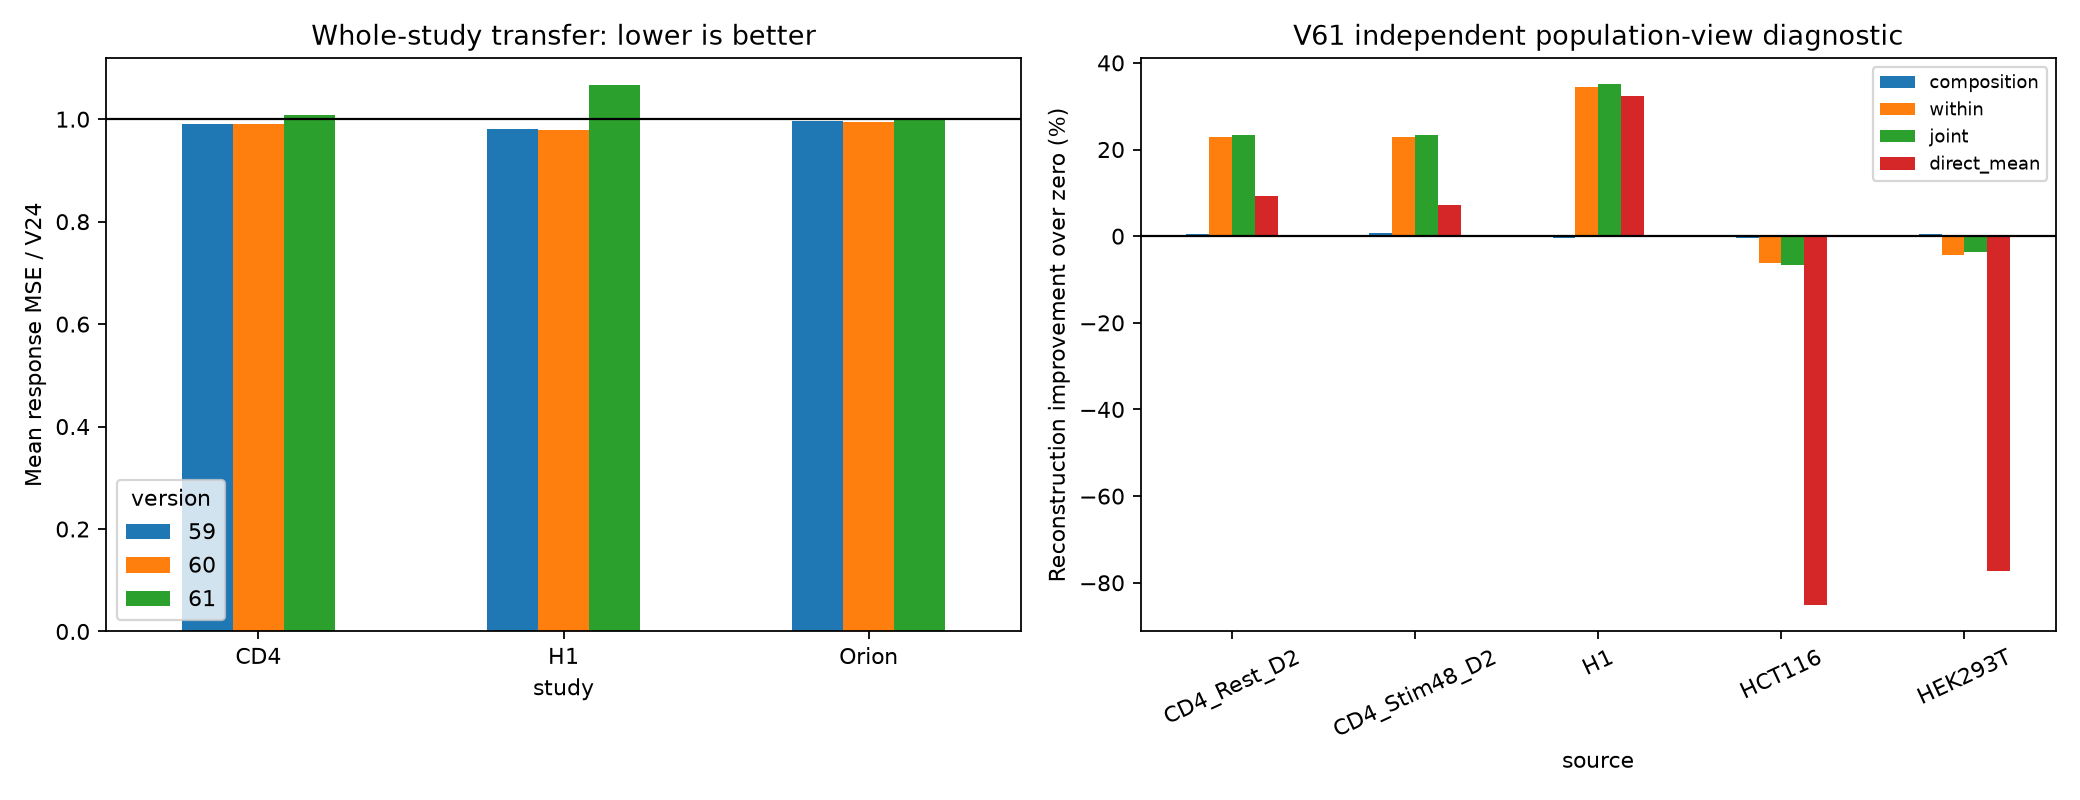 Whole-study transfer: lower is better
Mean response MSE / V24
1.0
0.8
0.6
0.4
0.2
0.0
version
59
60
61
CD4
H1
Orion
study
V61 independent population-view diagnostic
Reconstruction improvement over zero (%)
40
20
0
−20
−40
−60
−80
composition
within
joint
direct_mean
CD4_Rest_D2
CD4_Stim48_D2
H1
HCT116
HEK293T
source